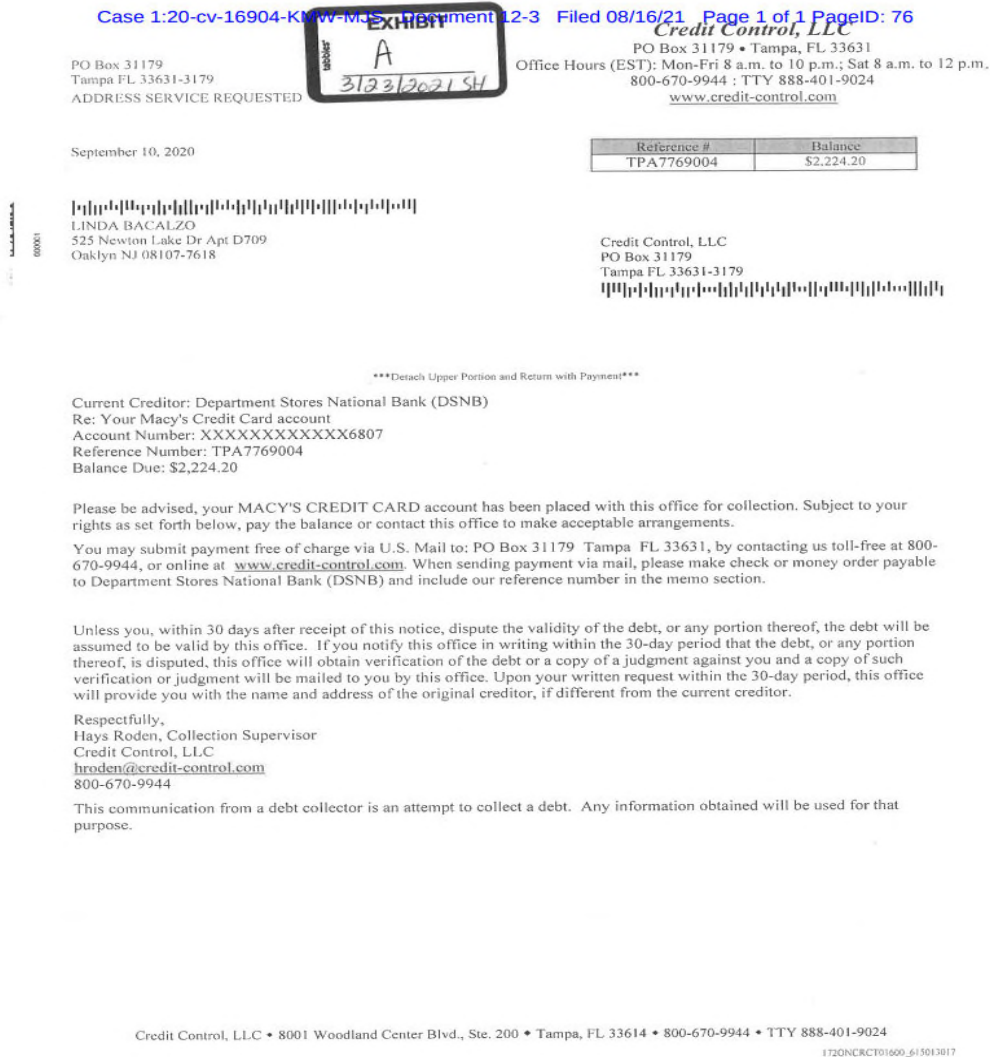 Case 1:20-cv-16904-KMW-MJS Document 12-3 Filed 08/16/21 Page 1 of 1 PageID: 76
EXHIBIT
A
3/23/2021 SH
tabbies
Credit Control, LLC
PO Box 31179 • Tampa, FL 33631
Office Hours (EST): Mon-Fri 8 a.m. to 10 p.m.; Sat 8 a.m. to 12 p.m.
800-670-9944 : TTY 888-401-9024
www.credit-control.com
PO Box 31179
Tampa FL 33631-3179
ADDRESS SERVICE REQUESTED
September 10, 2020
Reference # Balance
TPA7769004 $2,224.20
LINDA BACALZO
525 Newton Lake Dr Apt D709
Oaklyn NJ 08107-7618
000001
Credit Control, LLC
PO Box 31179
Tampa FL 33631-3179
***Detach Upper Portion and Return with Payment***
Current Creditor: Department Stores National Bank (DSNB)
Re: Your Macy's Credit Card account
Account Number: XXXXXXXXXXXX6807
Reference Number: TPA7769004
Balance Due: $2,224.20
Please be advised, your MACY'S CREDIT CARD account has been placed with this office for collection. Subject to your
rights as set forth below, pay the balance or contact this office to make acceptable arrangements.
You may submit payment free of charge via U.S. Mail to: PO Box 31179 Tampa FL 33631, by contacting us toll-free at 800-
670-9944, or online at www.credit-control.com. When sending payment via mail, please make check or money order payable
to Department Stores National Bank (DSNB) and include our reference number in the memo section.
Unless you, within 30 days after receipt of this notice, dispute the validity of the debt, or any portion thereof, the debt will be
assumed to be valid by this office. If you notify this office in writing within the 30-day period that the debt, or any portion
thereof, is disputed, this office will obtain verification of the debt or a copy of a judgment against you and a copy of such
verification or judgment will be mailed to you by this office. Upon your written request within the 30-day period, this office
will provide you with the name and address of the original creditor, if different from the current creditor.
Respectfully,
Hays Roden, Collection Supervisor
Credit Control, LLC
hroden@credit-control.com
800-670-9944
This communication from a debt collector is an attempt to collect a debt. Any information obtained will be used for that
purpose.
Credit Control, LLC • 8001 Woodland Center Blvd., Ste. 200 • Tampa, FL 33614 • 800-670-9944 • TTY 888-401-9024
172ONCRCT01600_615013017